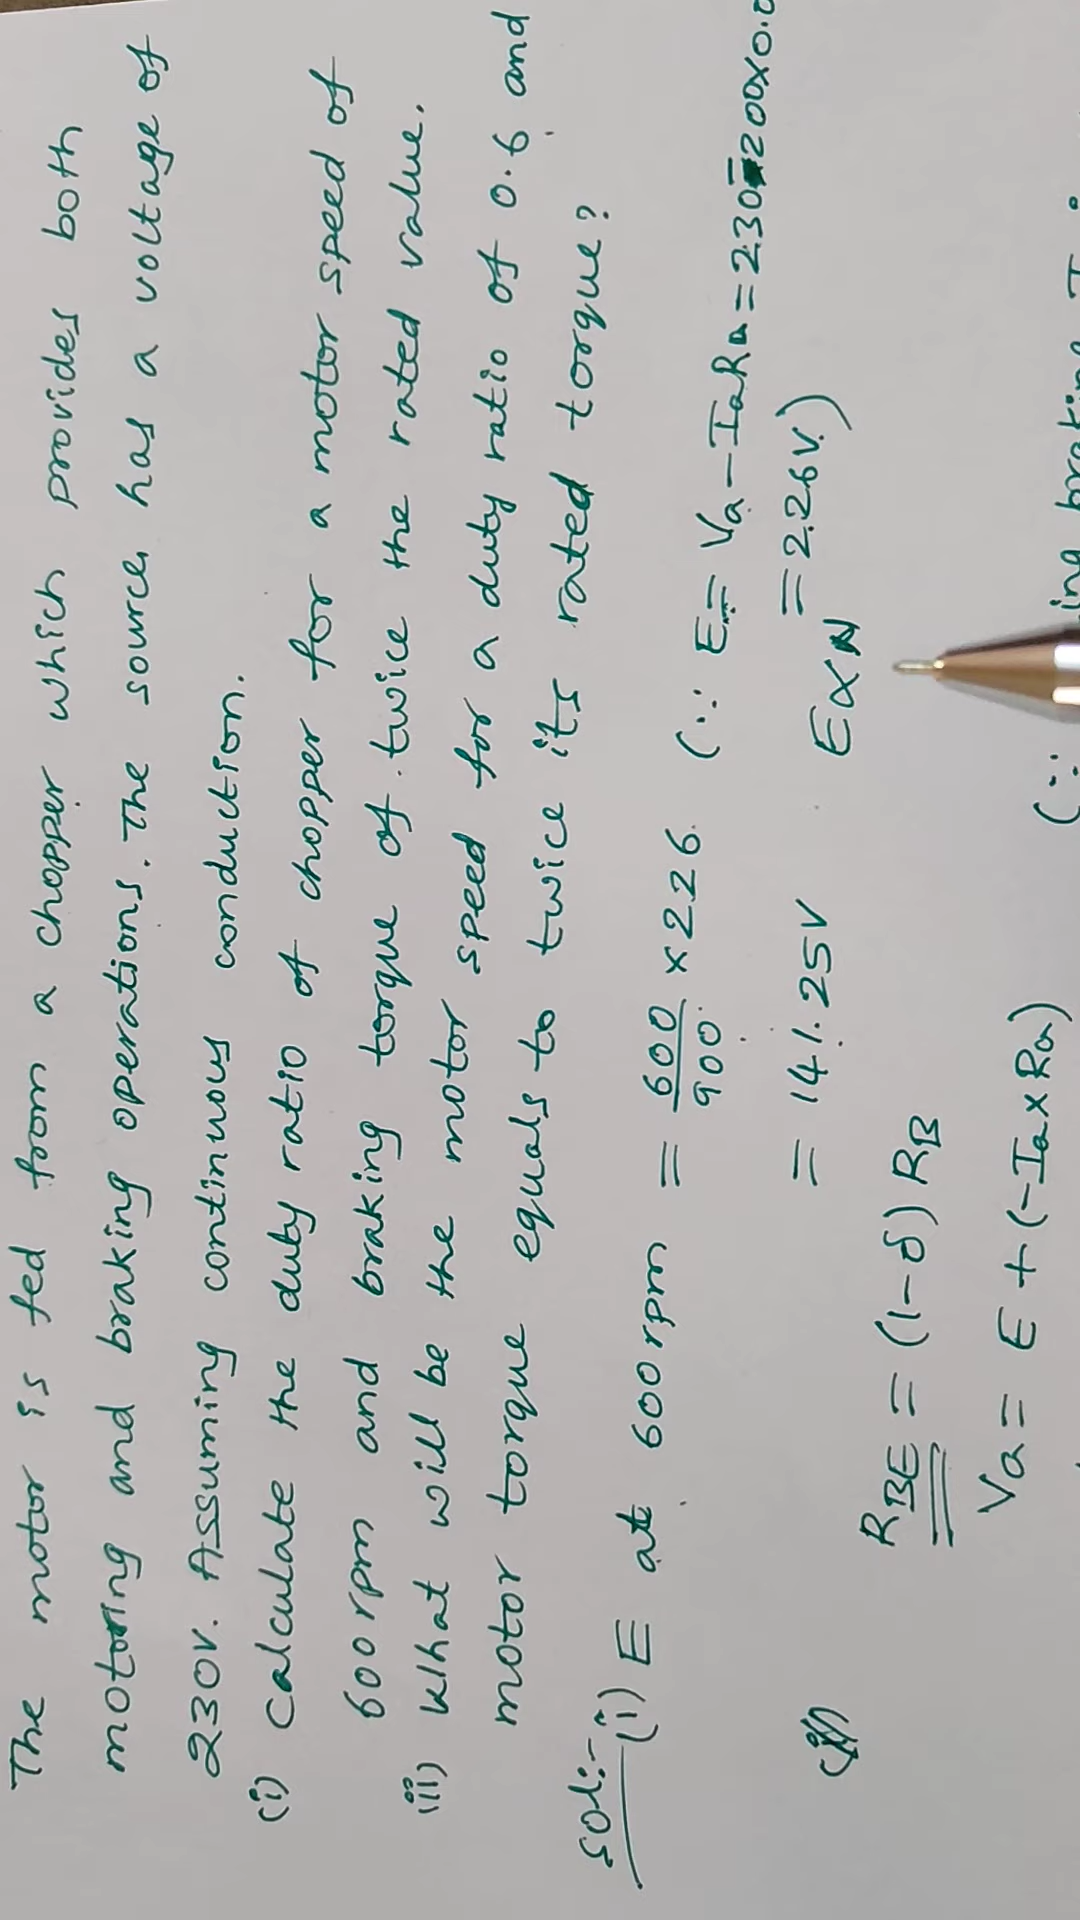 The motor is fed from a chopper which provides both
motoring and braking operations. The source has a voltage of
230V. Assuming continuous conduction.
(i) Calculate the duty ratio of chopper for a motor speed of
600rpm and braking torque of twice the rated value.
ii) What will be the motor speed for a duty ratio of 0.6 and
motor torque equals to twice its rated torque?
Sol:- (i) E at 600rpm = 600/900 × 226 (∵ E = Va - IaRa = 230 - 200×0.0
= 141.25V = 226V)
E∝N
(ii) RBE = (1-δ) RB
Va = E + (-Ia×Ra) (∵
braking